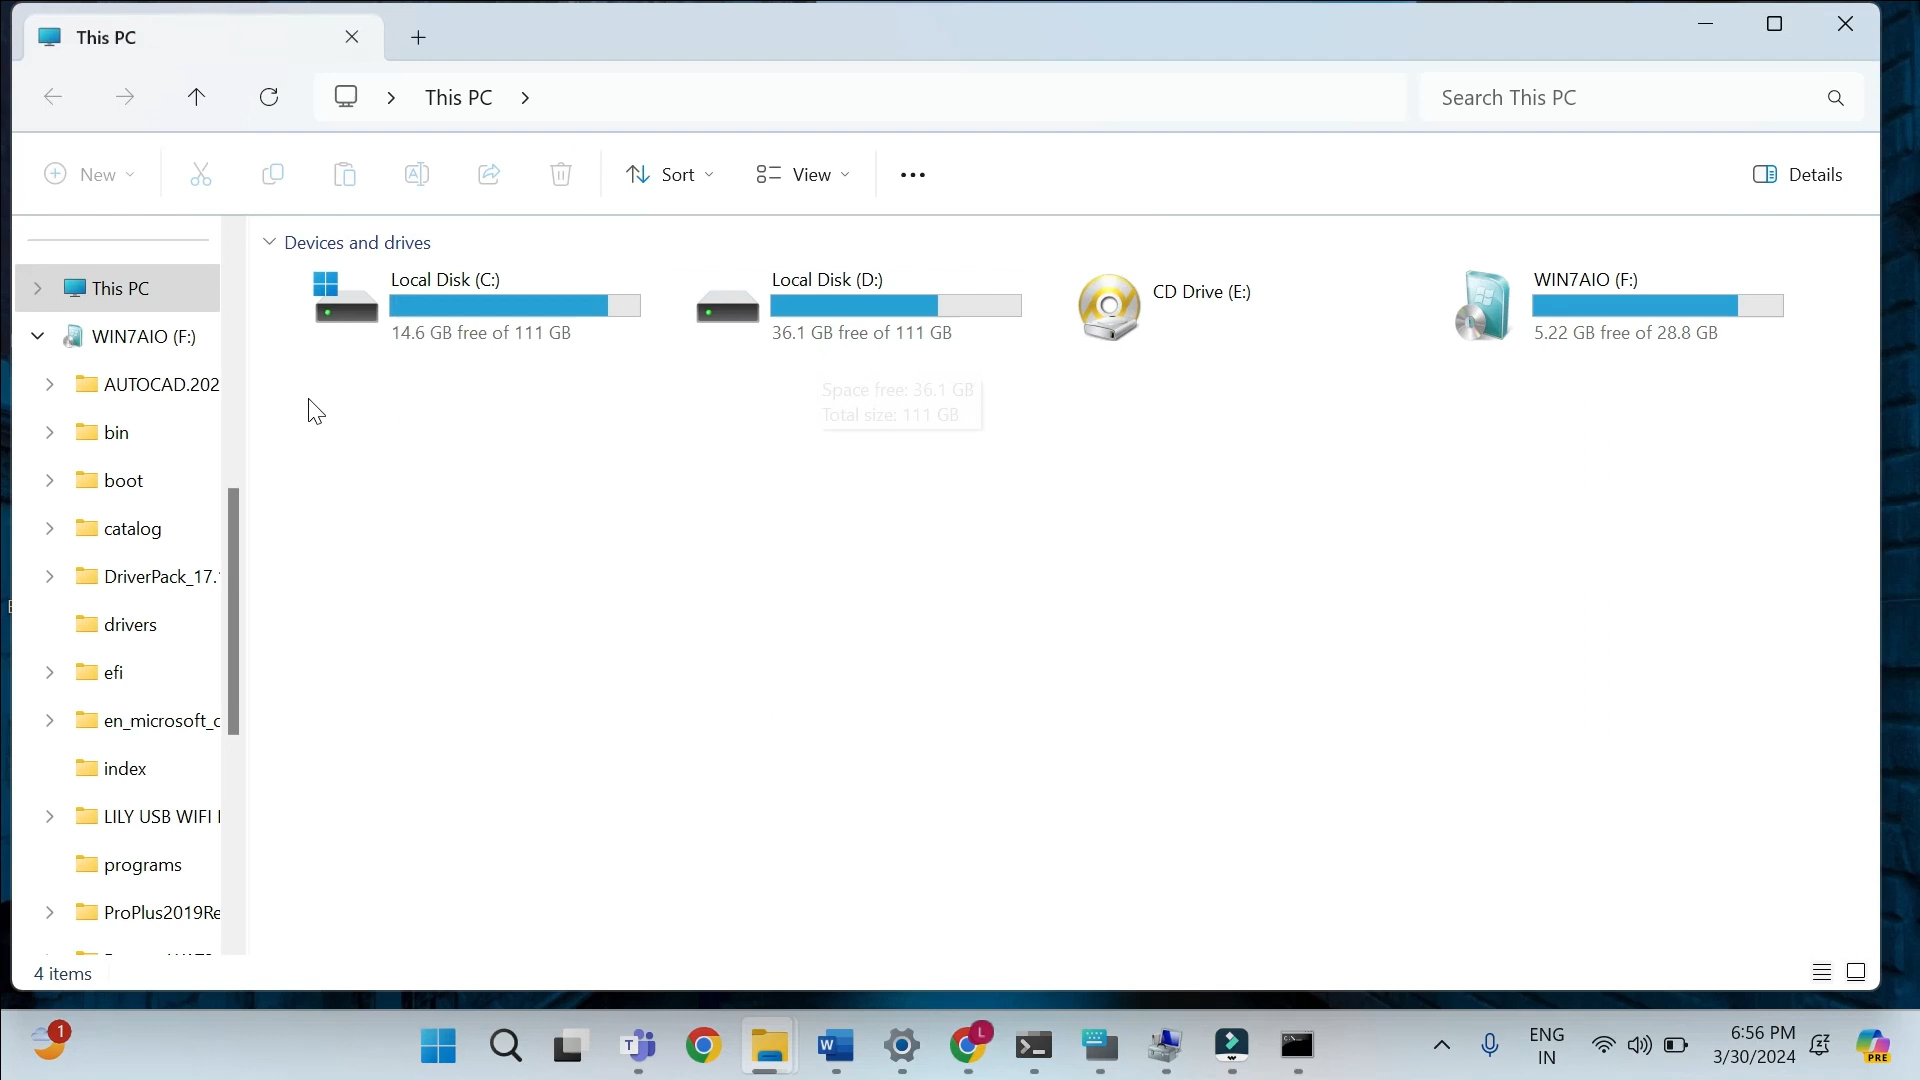 This PC
This PC
Search This PC
New
Sort
View
Details
Devices and drives
Local Disk (C:)
14.6 GB free of 111 GB
Local Disk (D:)
36.1 GB free of 111 GB
CD Drive (E:)
WIN7AIO (F:)
5.22 GB free of 28.8 GB
Space free: 36.1 GB
Total size: 111 GB
This PC
WIN7AIO (F:)
AUTOCAD.202
bin
boot
catalog
DriverPack_17.
drivers
efi
en_microsoft_c
index
LILY USB WIFI
programs
ProPlus2019Re
4 items
1
T
W
L
ENG
IN
6:56 PM
3/30/2024
PRE